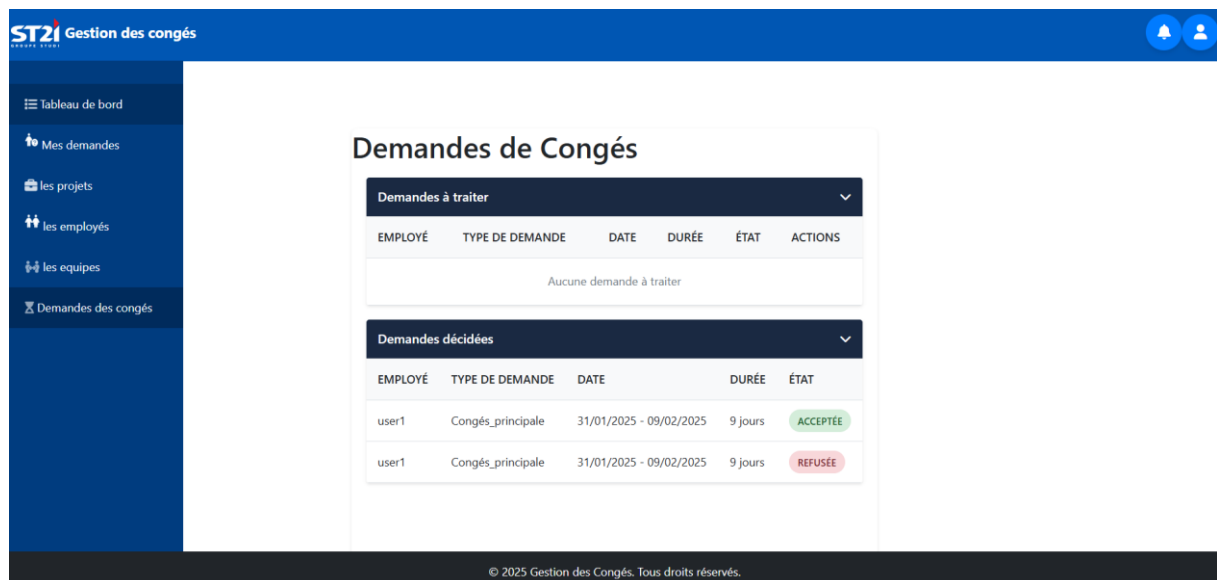 ST2i Gestion des congés
GROUPE STUDI
Tableau de bord
Mes demandes
les projets
les employés
les equipes
Demandes des congés
Demandes de Congés
Demandes à traiter
EMPLOYÉ TYPE DE DEMANDE DATE DURÉE ÉTAT ACTIONS
Aucune demande à traiter
Demandes décidées
EMPLOYÉ TYPE DE DEMANDE DATE DURÉE ÉTAT
user1 Congés_principale 31/01/2025 - 09/02/2025 9 jours ACCEPTÉE
user1 Congés_principale 31/01/2025 - 09/02/2025 9 jours REFUSÉE
© 2025 Gestion des Congés. Tous droits réservés.